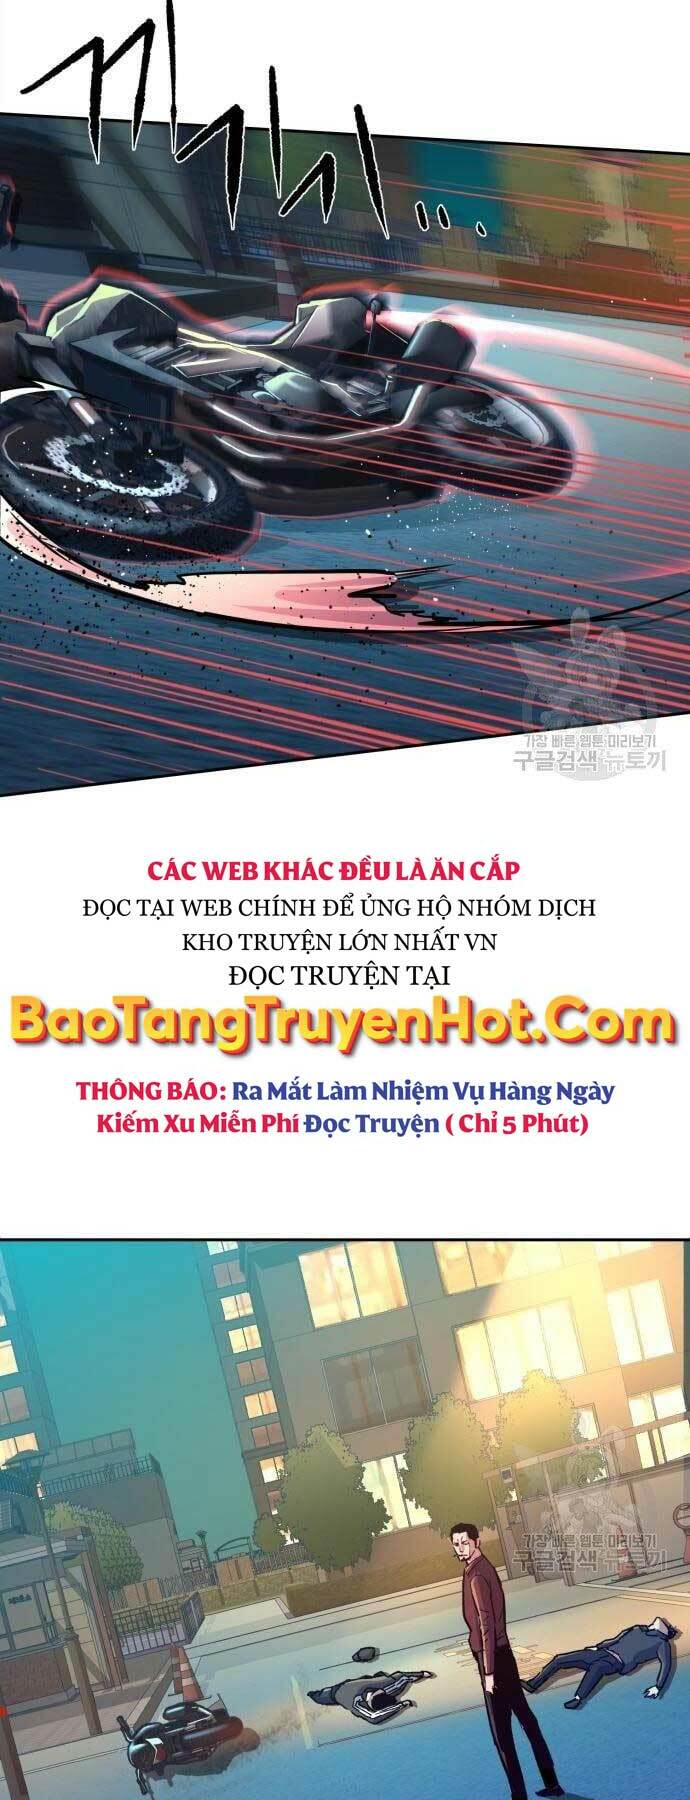 끼기기..
가장 빠른 웹툰 미리보기
구글검색 뉴토끼
CÁC WEB KHÁC ĐỀU LÀ ĂN CẮP
ĐỌC TẠI WEB CHÍNH ĐỂ ỦNG HỘ NHÓM DỊCH
KHO TRUYỆN LỚN NHẤT VN
ĐỌC TRUYỆN TẠI
BaoTangTruyenHot.Com
THÔNG BÁO: Ra Mắt Làm Nhiệm Vụ Hàng Ngày
Kiếm Xu Miễn Phí Đọc Truyện ( Chỉ 5 Phút)
가장 빠른 웹툰 미리보기
구글검색 뉴토끼